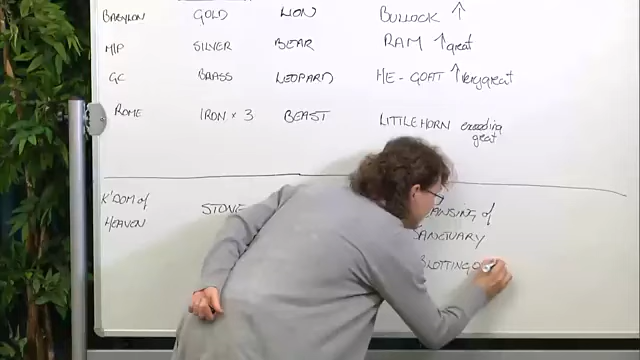 BABYLON GOLD LION BULLOCK ↑
M/P SILVER BEAR RAM ↑ great
GC BRASS LEOPARD HE-GOAT ↑ very great
ROME IRON x 3 BEAST LITTLE HORN exceeding
great
K'DOM of STONE CLEANSING of
HEAVEN SANCTUARY
BLOTTING O